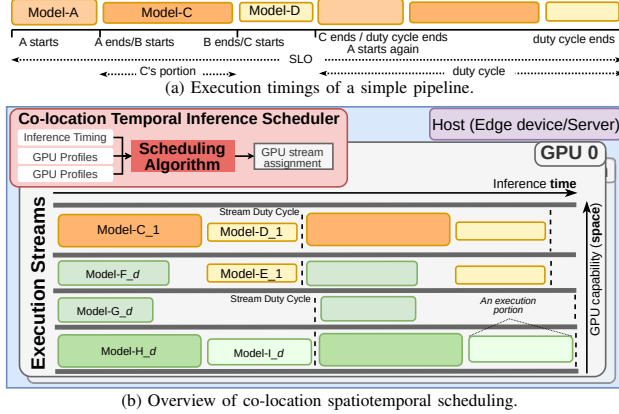 Model-A
Model-C
Model-D
A starts
A ends/B starts
B ends/C starts
C ends / duty cycle ends
A starts again
duty cycle ends
SLO
C's portion
duty cycle
(a) Execution timings of a simple pipeline.
Co-location Temporal Inference Scheduler
Host (Edge device/Server)
Inference Timing
GPU Profiles
GPU Profiles
Scheduling
Algorithm
GPU stream
assignment
GPU 0
Inference time
Execution Streams
GPU capability (space)
Stream Duty Cycle
Model-C_1
Model-D_1
Model-F_d
Model-E_1
Stream Duty Cycle
Model-G_d
An execution
portion
Model-H_d
Model-I_d
(b) Overview of co-location spatiotemporal scheduling.